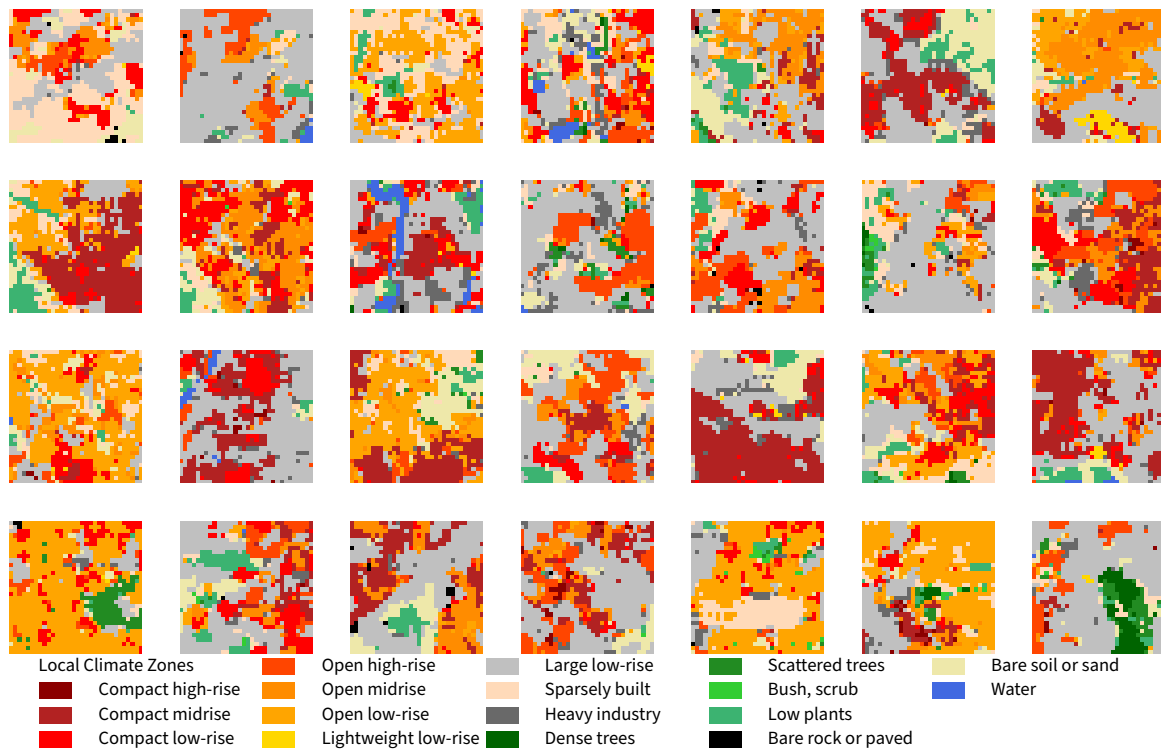 Local Climate Zones
Compact high-rise
Compact midrise
Compact low-rise
Open high-rise
Open midrise
Open low-rise
Lightweight low-rise
Large low-rise
Sparsely built
Heavy industry
Dense trees
Scattered trees
Bush, scrub
Low plants
Bare rock or paved
Bare soil or sand
Water